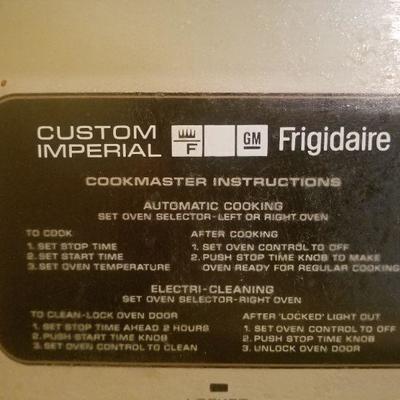 CUSTOM IMPERIAL F GM Frigidaire
COOKMASTER INSTRUCTIONS
AUTOMATIC COOKING
SET OVEN SELECTOR-LEFT OR RIGHT OVEN
TO COOK
1. SET STOP TIME
2. SET START TIME
3. SET OVEN TEMPERATURE
AFTER COOKING
1. SET OVEN CONTROL TO OFF
2. PUSH STOP TIME KNOB TO MAKE
OVEN READY FOR REGULAR COOKING
ELECTRI-CLEANING
SET OVEN SELECTOR-RIGHT OVEN
TO CLEAN-LOCK OVEN DOOR
1. SET STOP TIME AHEAD 2 HOURS
2. PUSH START TIME KNOB
3. SET OVEN CONTROL TO CLEAN
AFTER 'LOCKED' LIGHT OUT
1. SET OVEN CONTROL TO OFF
2. PUSH STOP TIME KNOB
3. UNLOCK OVEN DOOR